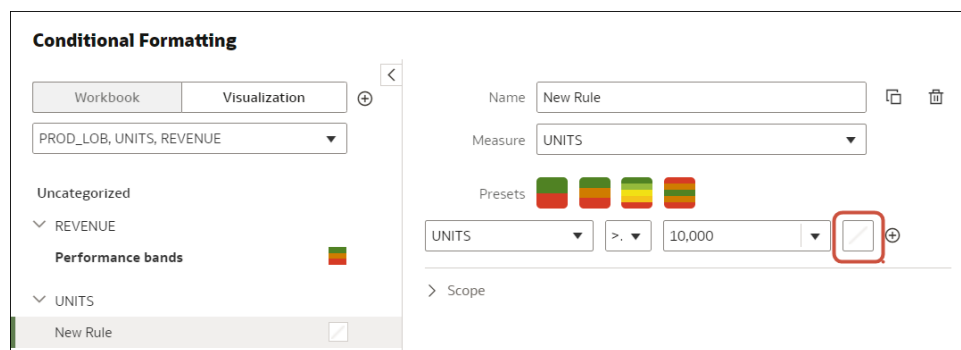 Conditional Formatting
Workbook Visualization
PROD_LOB, UNITS, REVENUE
Uncategorized
REVENUE
Performance bands
UNITS
New Rule
Name New Rule
Measure UNITS
Presets
UNITS >. 10,000
Scope